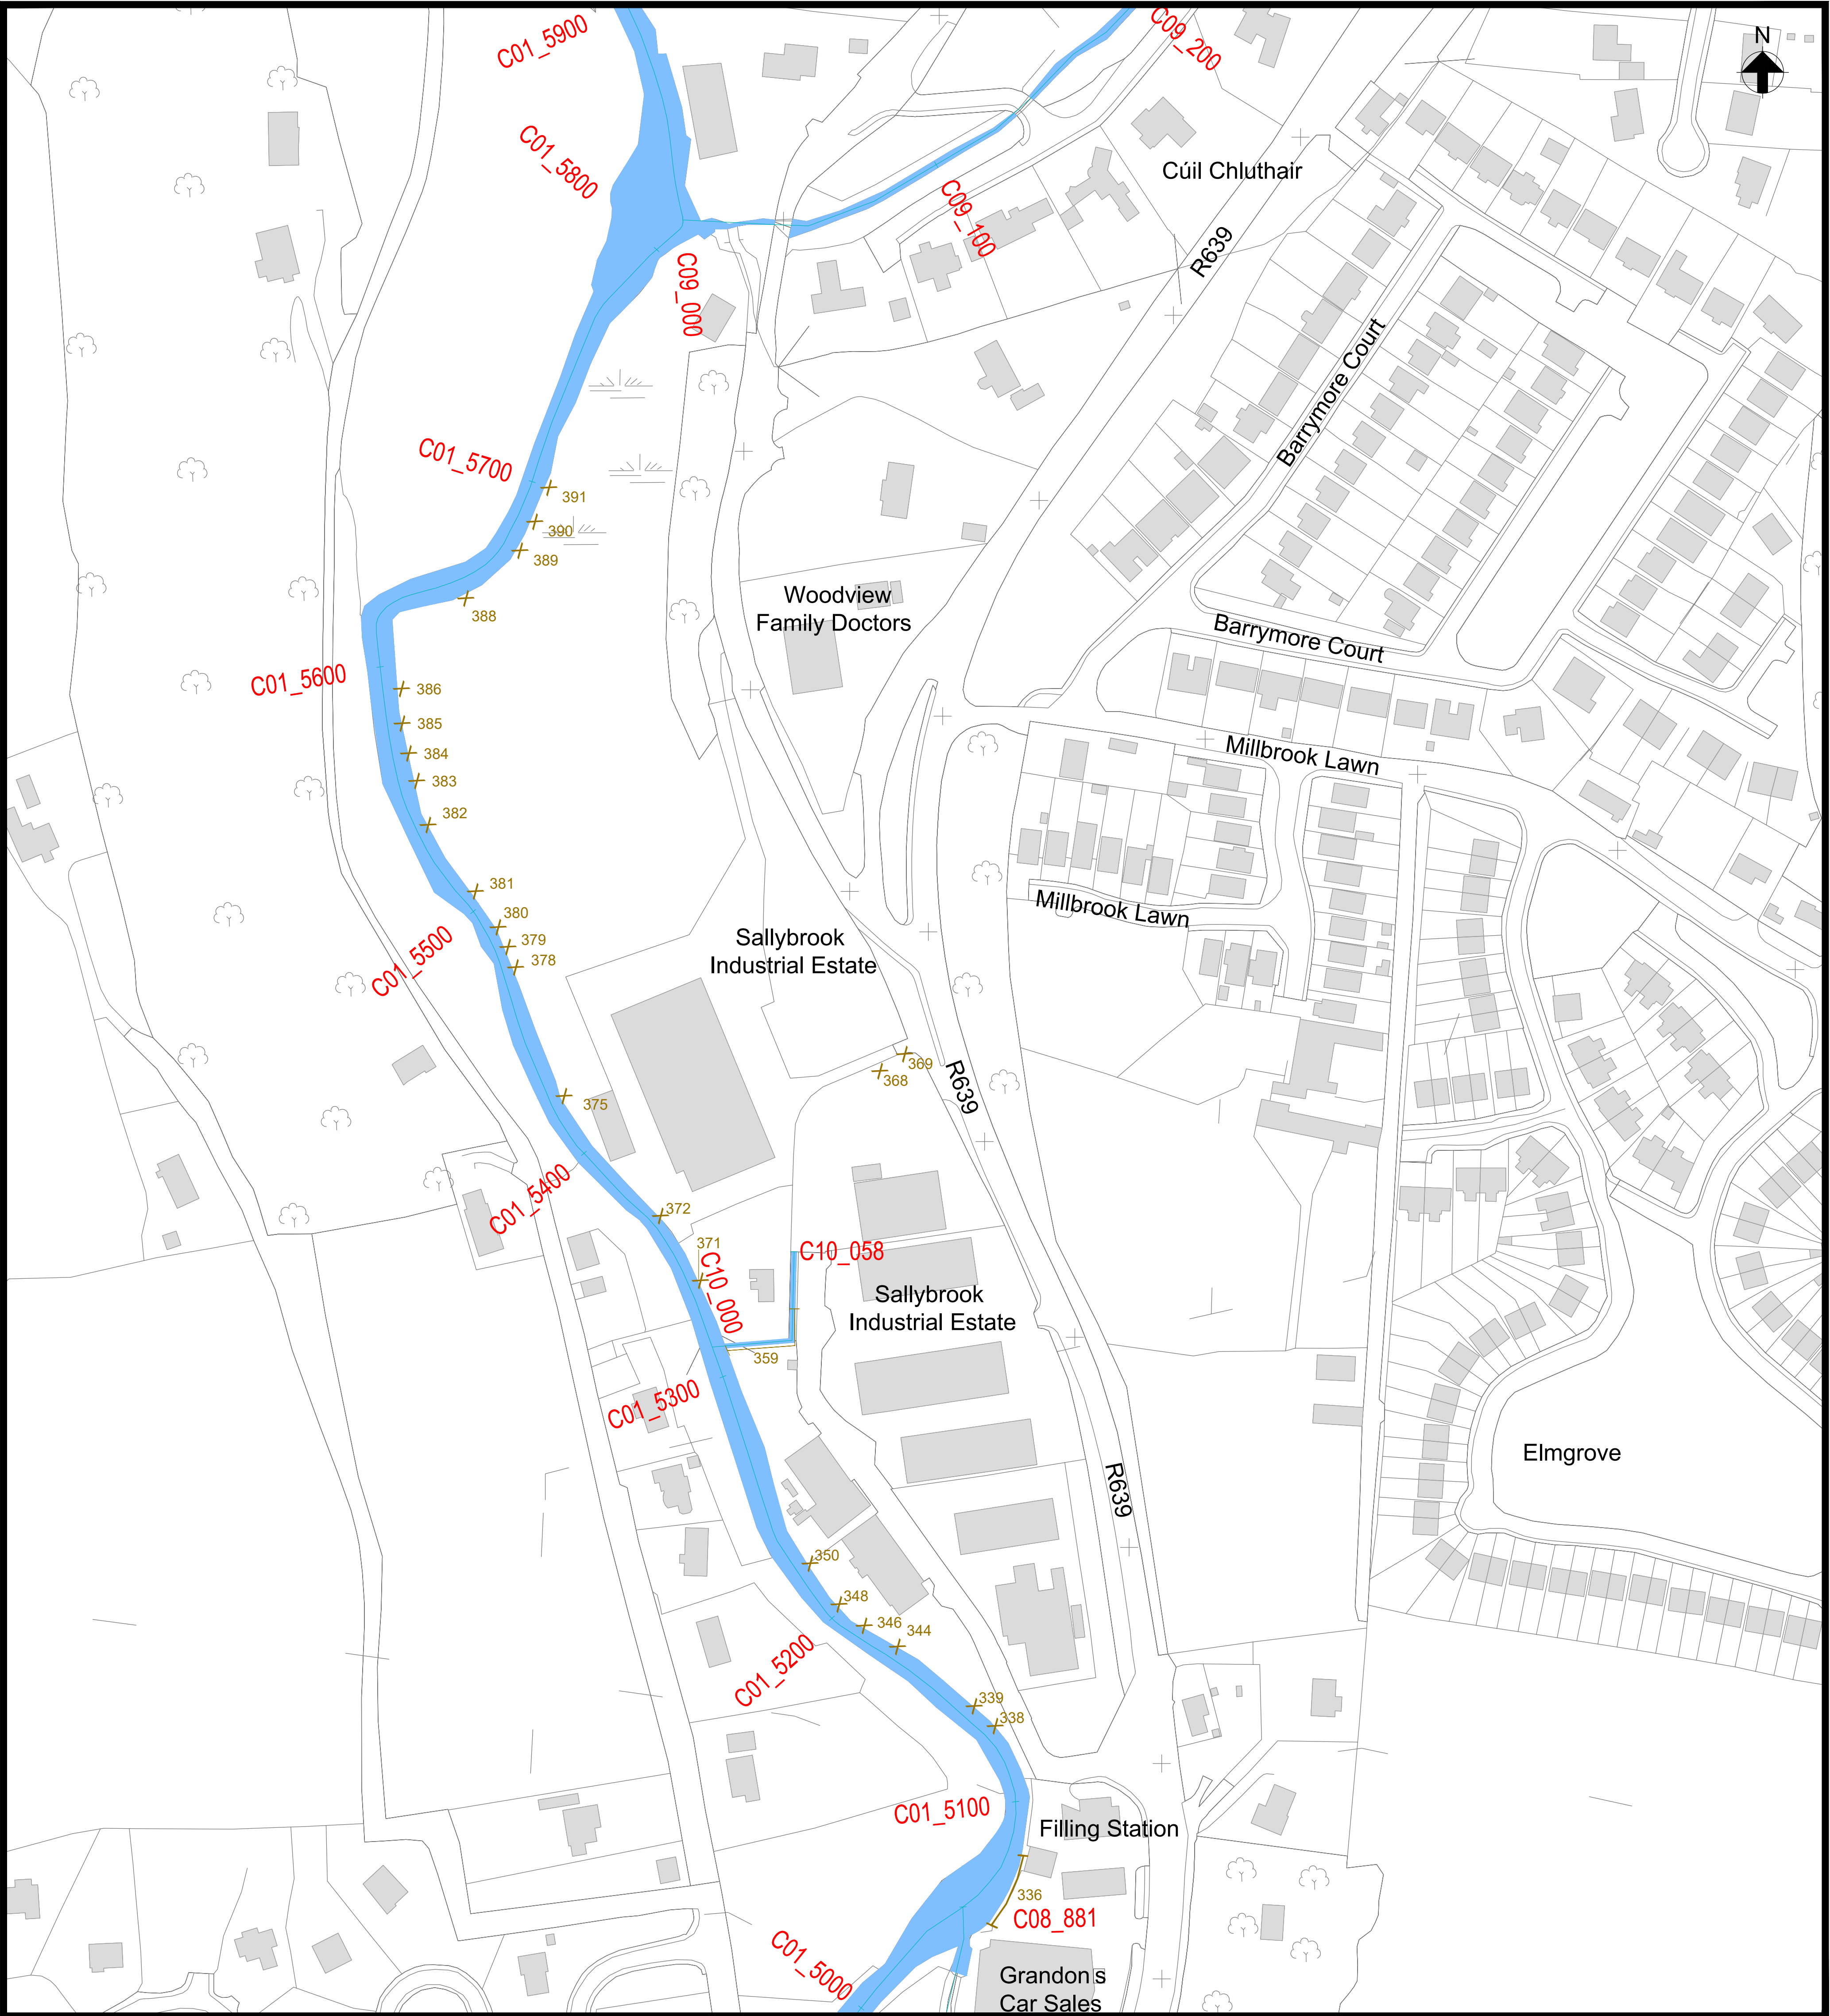 C01_5900
C09_200
N
C01_5800
Cúil Chluthair
C09_100
R639
C09_000
Barrymore Court
C01_5700
391
390
389
Woodview
Family Doctors
388
Barrymore Court
C01_5600
386
385
384
383
Millbrook Lawn
382
381
Millbrook Lawn
380
379
378
C01_5500
Sallybrook
Industrial Estate
369
368
R639
375
C01_5400
372
371
C10_000
C10_058
Sallybrook
Industrial Estate
359
C01_5300
Elmgrove
R639
350
348
346
344
C01_5200
339
338
C01_5100
Filling Station
336
C08_881
C01_5000
Grandon's
Car Sales